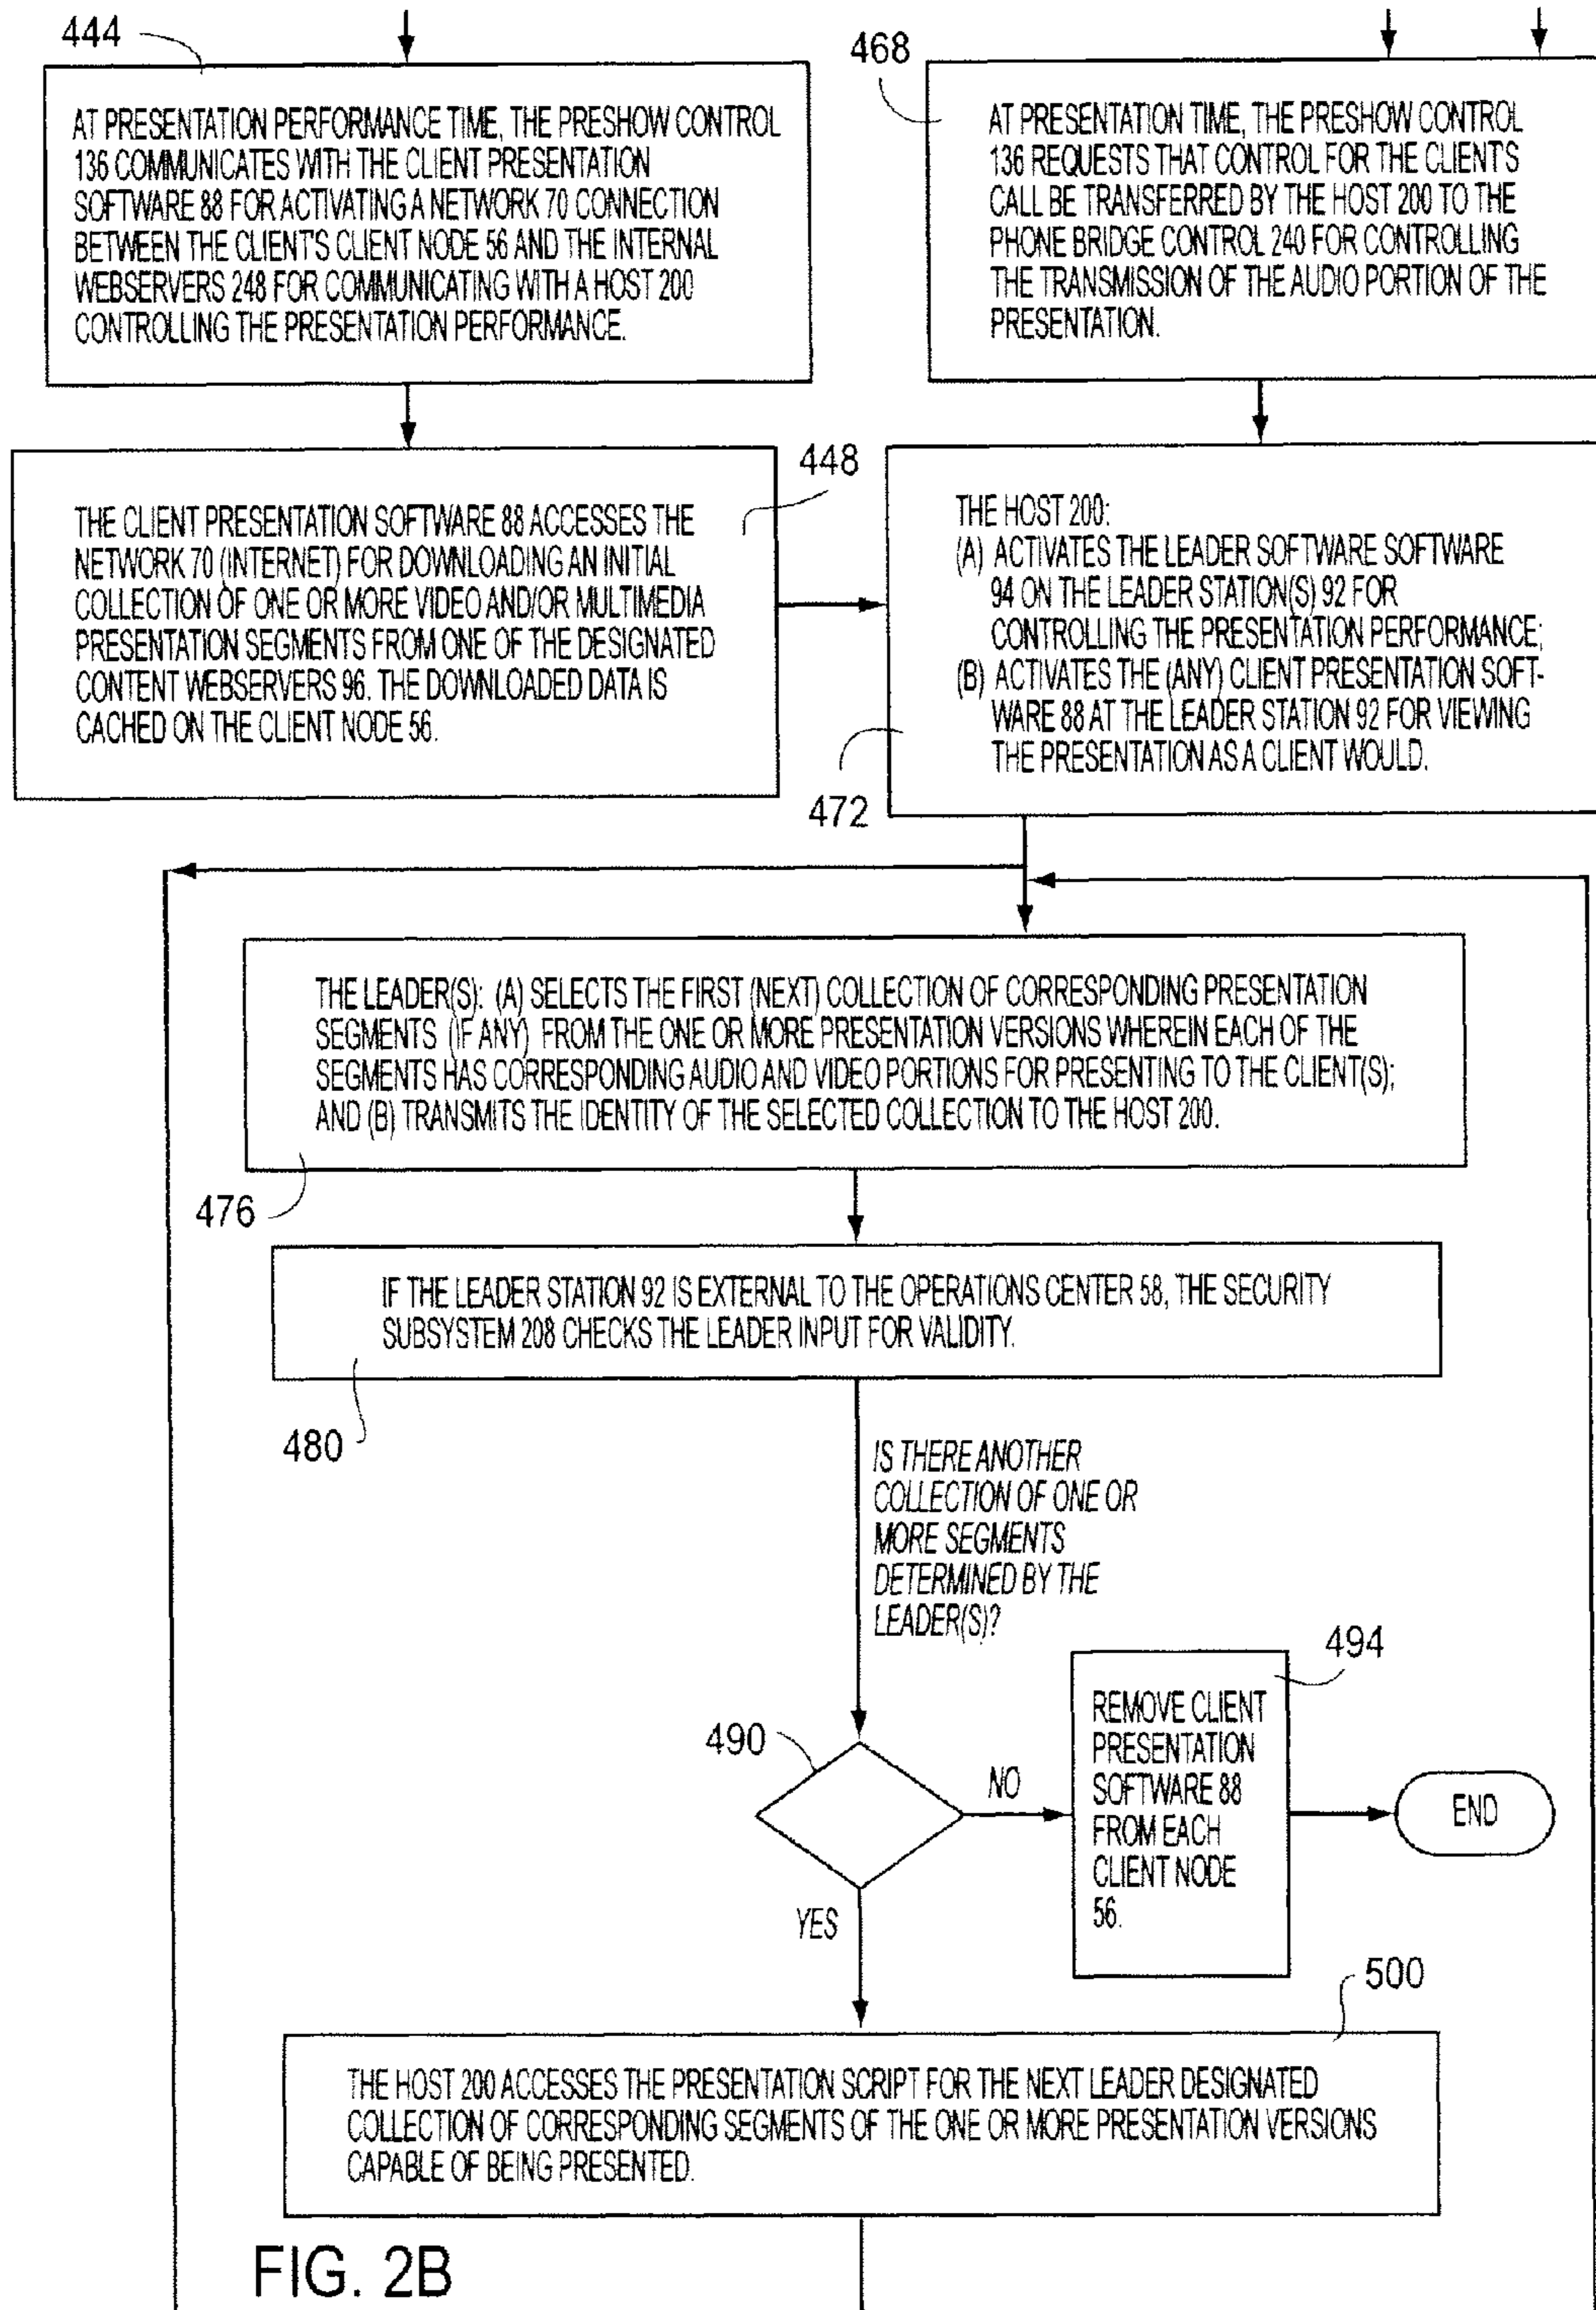 444
AT PRESENTATION PERFORMANCE TIME, THE PRESHOW CONTROL
136 COMMUNICATES WITH THE CLIENT PRESENTATION
SOFTWARE 88 FOR ACTIVATING A NETWORK 70 CONNECTION
BETWEEN THE CLIENT'S CLIENT NODE 56 AND THE INTERNAL
WEBSERVERS 248 FOR COMMUNICATING WITH A HOST 200
CONTROLLING THE PRESENTATION PERFORMANCE.
468
AT PRESENTATION TIME, THE PRESHOW CONTROL
136 REQUESTS THAT CONTROL FOR THE CLIENT'S
CALL BE TRANSFERRED BY THE HOST 200 TO THE
PHONE BRIDGE CONTROL 240 FOR CONTROLLING
THE TRANSMISSION OF THE AUDIO PORTION OF THE
PRESENTATION.
448
THE CLIENT PRESENTATION SOFTWARE 88 ACCESSES THE
NETWORK 70 (INTERNET) FOR DOWNLOADING AN INITIAL
COLLECTION OF ONE OR MORE VIDEO AND/OR MULTIMEDIA
PRESENTATION SEGMENTS FROM ONE OF THE DESIGNATED
CONTENT WEBSERVERS 96. THE DOWNLOADED DATA IS
CACHED ON THE CLIENT NODE 56.
THE HOST 200:
(A) ACTIVATES THE LEADER SOFTWARE SOFTWARE
94 ON THE LEADER STATION(S) 92 FOR
CONTROLLING THE PRESENTATION PERFORMANCE;
(B) ACTIVATES THE (ANY) CLIENT PRESENTATION SOFT-
WARE 88 AT THE LEADER STATION 92 FOR VIEWING
THE PRESENTATION AS A CLIENT WOULD.
472
THE LEADER(S): (A) SELECTS THE FIRST (NEXT) COLLECTION OF CORRESPONDING PRESENTATION
SEGMENTS (IF ANY) FROM THE ONE OR MORE PRESENTATION VERSIONS WHEREIN EACH OF THE
SEGMENTS HAS CORRESPONDING AUDIO AND VIDEO PORTIONS FOR PRESENTING TO THE CLIENT(S);
AND (B) TRANSMITS THE IDENTITY OF THE SELECTED COLLECTION TO THE HOST 200.
476
IF THE LEADER STATION 92 IS EXTERNAL TO THE OPERATIONS CENTER 58, THE SECURITY
SUBSYSTEM 208 CHECKS THE LEADER INPUT FOR VALIDITY.
480
IS THERE ANOTHER
COLLECTION OF ONE OR
MORE SEGMENTS
DETERMINED BY THE
LEADER(S)?
490
NO
494
REMOVE CLIENT
PRESENTATION
SOFTWARE 88
FROM EACH
CLIENT NODE
56.
END
YES
500
THE HOST 200 ACCESSES THE PRESENTATION SCRIPT FOR THE NEXT LEADER DESIGNATED
COLLECTION OF CORRESPONDING SEGMENTS OF THE ONE OR MORE PRESENTATION VERSIONS
CAPABLE OF BEING PRESENTED.
FIG. 2B